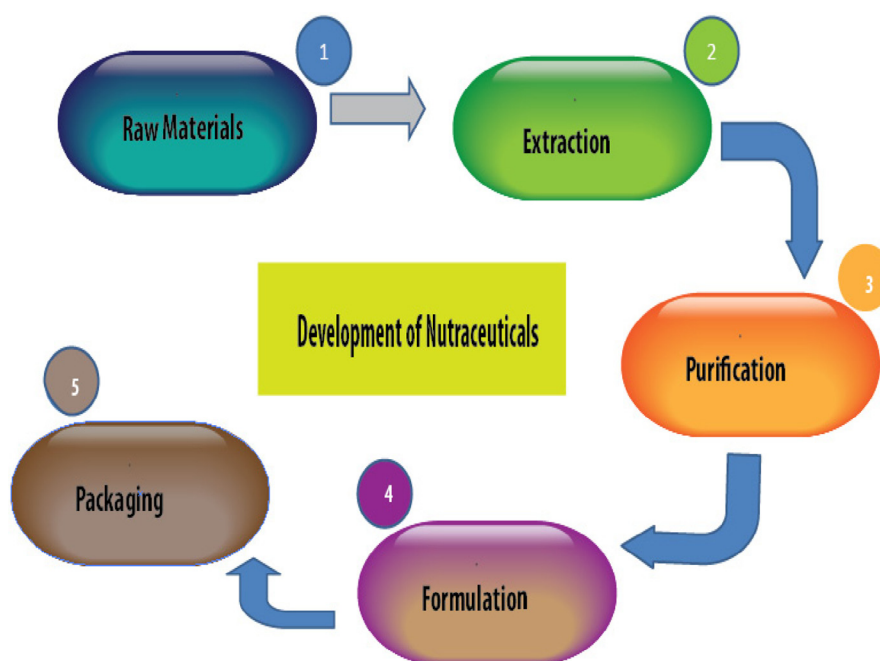 1
Raw Materials
2
Extraction
3
Purification
4
Formulation
5
Packaging
Development of Nutraceuticals